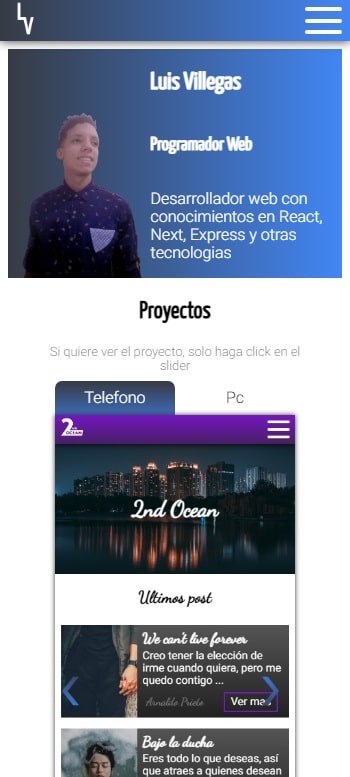 LV
Luis Villegas
Programador Web
Desarrollador web con
conocimientos en React,
Next, Express y otras
tecnologias
Proyectos
Si quiere ver el proyecto, solo haga click en el
slider
Telefono Pc
2nd
OCEAN
2nd Ocean
Ultimos post
We can't live forever
Creo tener la elección de
irme cuando quiera, pero me
quedo contigo ...
Arnaldo Prieto Ver mas
Bajo la ducha
Eres todo lo que deseas, así
que atraes a quienes desean